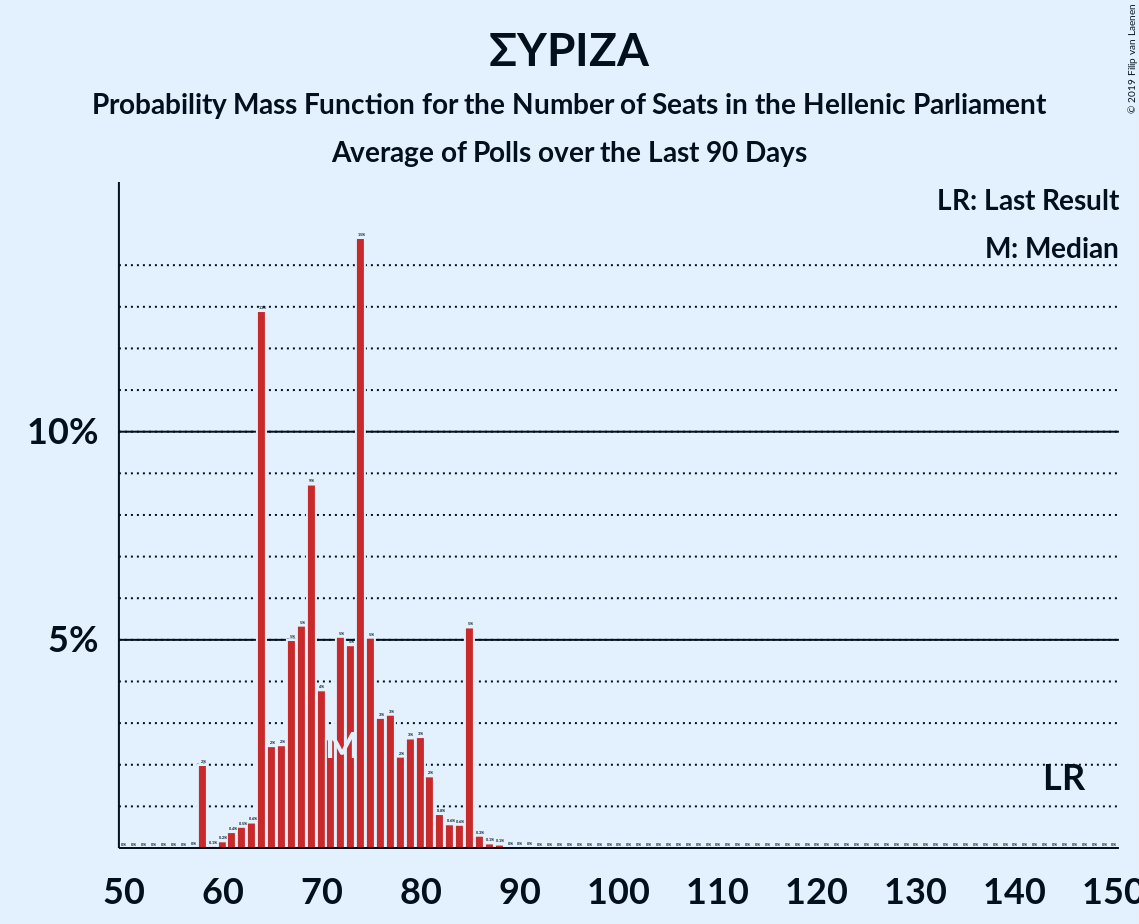 ΣΥΡΙΖΑ
Probability Mass Function for the Number of Seats in the Hellenic Parliament
Average of Polls over the Last 90 Days
© 2019 Filip van Laenen
LR: Last Result
M: Median
10%
5%
M
LR
50 60 70 80 90 100 110 120 130 140 150